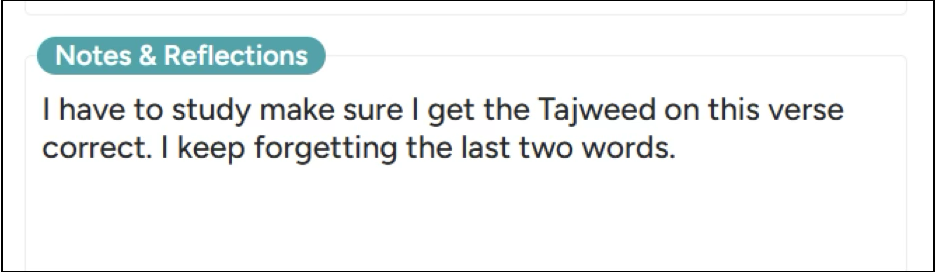 Notes & Reflections
I have to study make sure I get the Tajweed on this verse
correct. I keep forgetting the last two words.